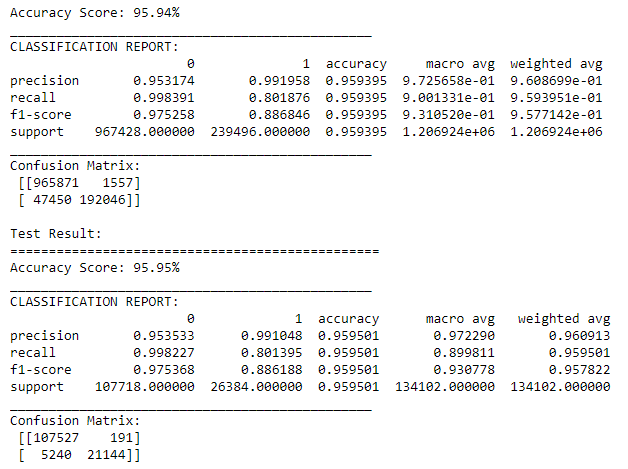 Accuracy Score: 95.94%
_______________________________________________
CLASSIFICATION REPORT:
                    0              1  accuracy     macro avg  weighted avg
precision       0.953174       0.991958  0.959395  9.725658e-01  9.608699e-01
recall          0.998391       0.801876  0.959395  9.001331e-01  9.593951e-01
f1-score        0.975258       0.886846  0.959395  9.310520e-01  9.577142e-01
support    967428.000000  239496.000000  0.959395  1.206924e+06  1.206924e+06
_______________________________________________
Confusion Matrix:
 [[965871   1557]
 [ 47450 192046]]
Test Result:
================================================
Accuracy Score: 95.95%
_______________________________________________
CLASSIFICATION REPORT:
                    0             1  accuracy      macro avg   weighted avg
precision       0.953533      0.991048  0.959501       0.972290       0.960913
recall          0.998227      0.801395  0.959501       0.899811       0.959501
f1-score        0.975368      0.886188  0.959501       0.930778       0.957822
support    107718.000000  26384.000000  0.959501  134102.000000  134102.000000
_______________________________________________
Confusion Matrix:
 [[107527    191]
 [  5240  21144]]